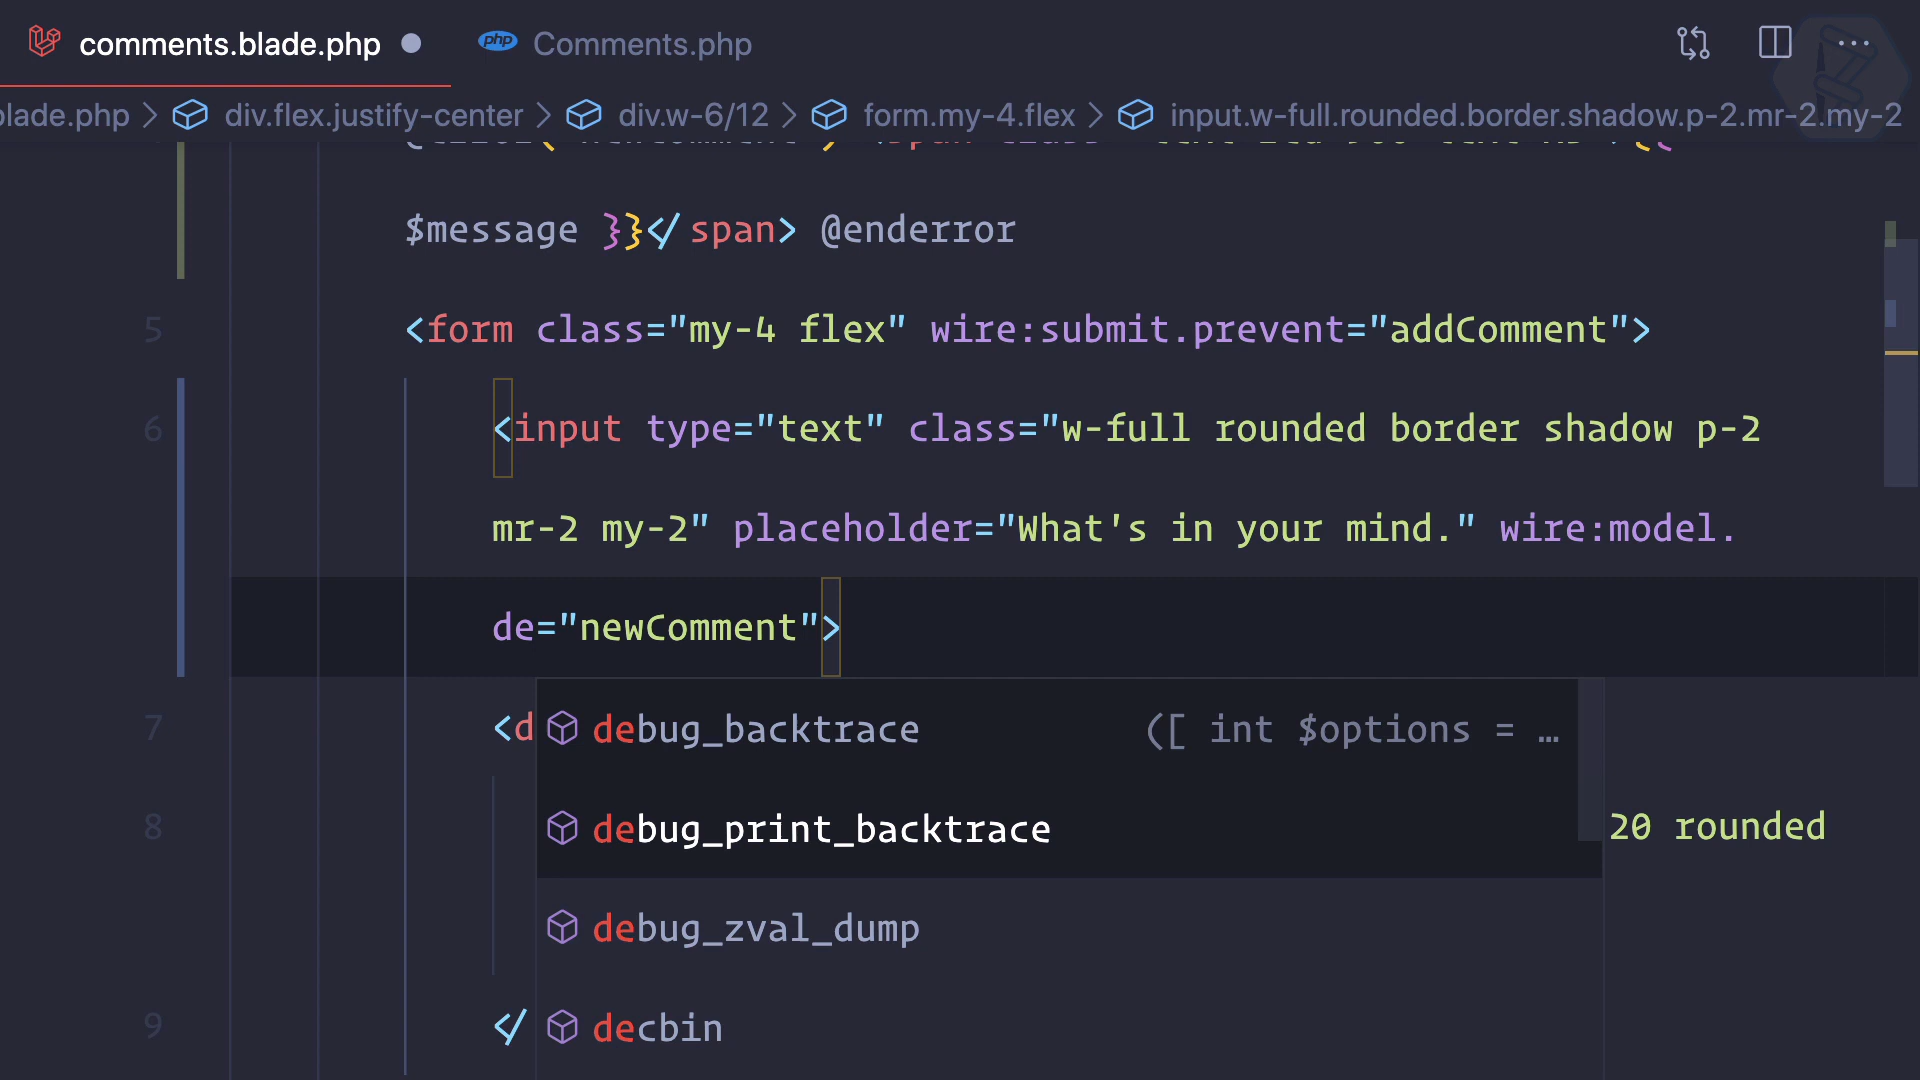 comments.blade.php
php Comments.php
blade.php > div.flex.justify-center > div.w-6/12 > form.my-4.flex > input.w-full.rounded.border.shadow.p-2.mr-2.my-2
$message }}</span> @enderror
5 <form class="my-4 flex" wire:submit.prevent="addComment">
6 <input type="text" class="w-full rounded border shadow p-2
mr-2 my-2" placeholder="What's in your mind." wire:model.
de="newComment">
7 <d
debug_backtrace ([ int $options = …
8 debug_print_backtrace 20 rounded
debug_zval_dump
9 </
decbin